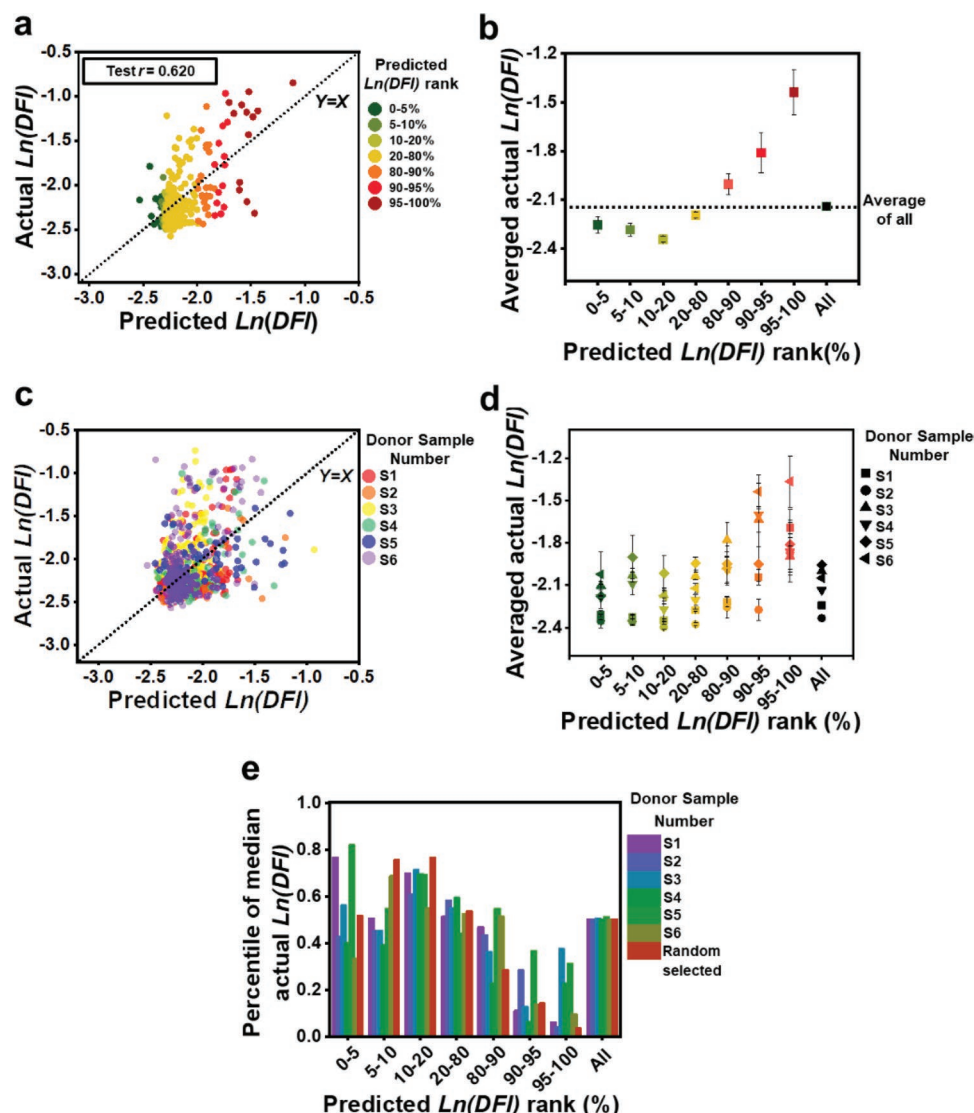 a
-0.5
-1.0
-1.5
-2.0
-2.5
-3.0
Actual Ln(DFI)
Test r = 0.620
Y=X
-3.0 -2.5 -2.0 -1.5 -1.0 -0.5
Predicted Ln(DFI)
Predicted
Ln(DFI) rank
0-5%
5-10%
10-20%
20-80%
80-90%
90-95%
95-100%
b
-1.2
-1.5
-1.8
-2.1
-2.4
Averged actual Ln(DFI)
Average
of all
0-5 5-10 10-20 20-80 80-90 90-95 95-100 All
Predicted Ln(DFI) rank(%)
c
-0.5
-1.0
-1.5
-2.0
-2.5
-3.0
Actual Ln(DFI)
Y=X
-3.0 -2.5 -2.0 -1.5 -1.0 -0.5
Predicted Ln(DFI)
Donor Sample
Number
S1
S2
S3
S4
S5
S6
d
-1.2
-1.5
-1.8
-2.1
-2.4
Averaged actual Ln(DFI)
0-5 5-10 10-20 20-80 80-90 90-95 95-100 All
Predicted Ln(DFI) rank (%)
Donor Sample
Number
S1
S2
S3
S4
S5
S6
e
1.0
0.8
0.6
0.4
0.2
0.0
Percentile of median
actual Ln(DFI)
0-5 5-10 10-20 20-80 80-90 90-95 95-100 All
Predicted Ln(DFI) rank (%)
Donor Sample
Number
S1
S2
S3
S4
S5
S6
Random
selected